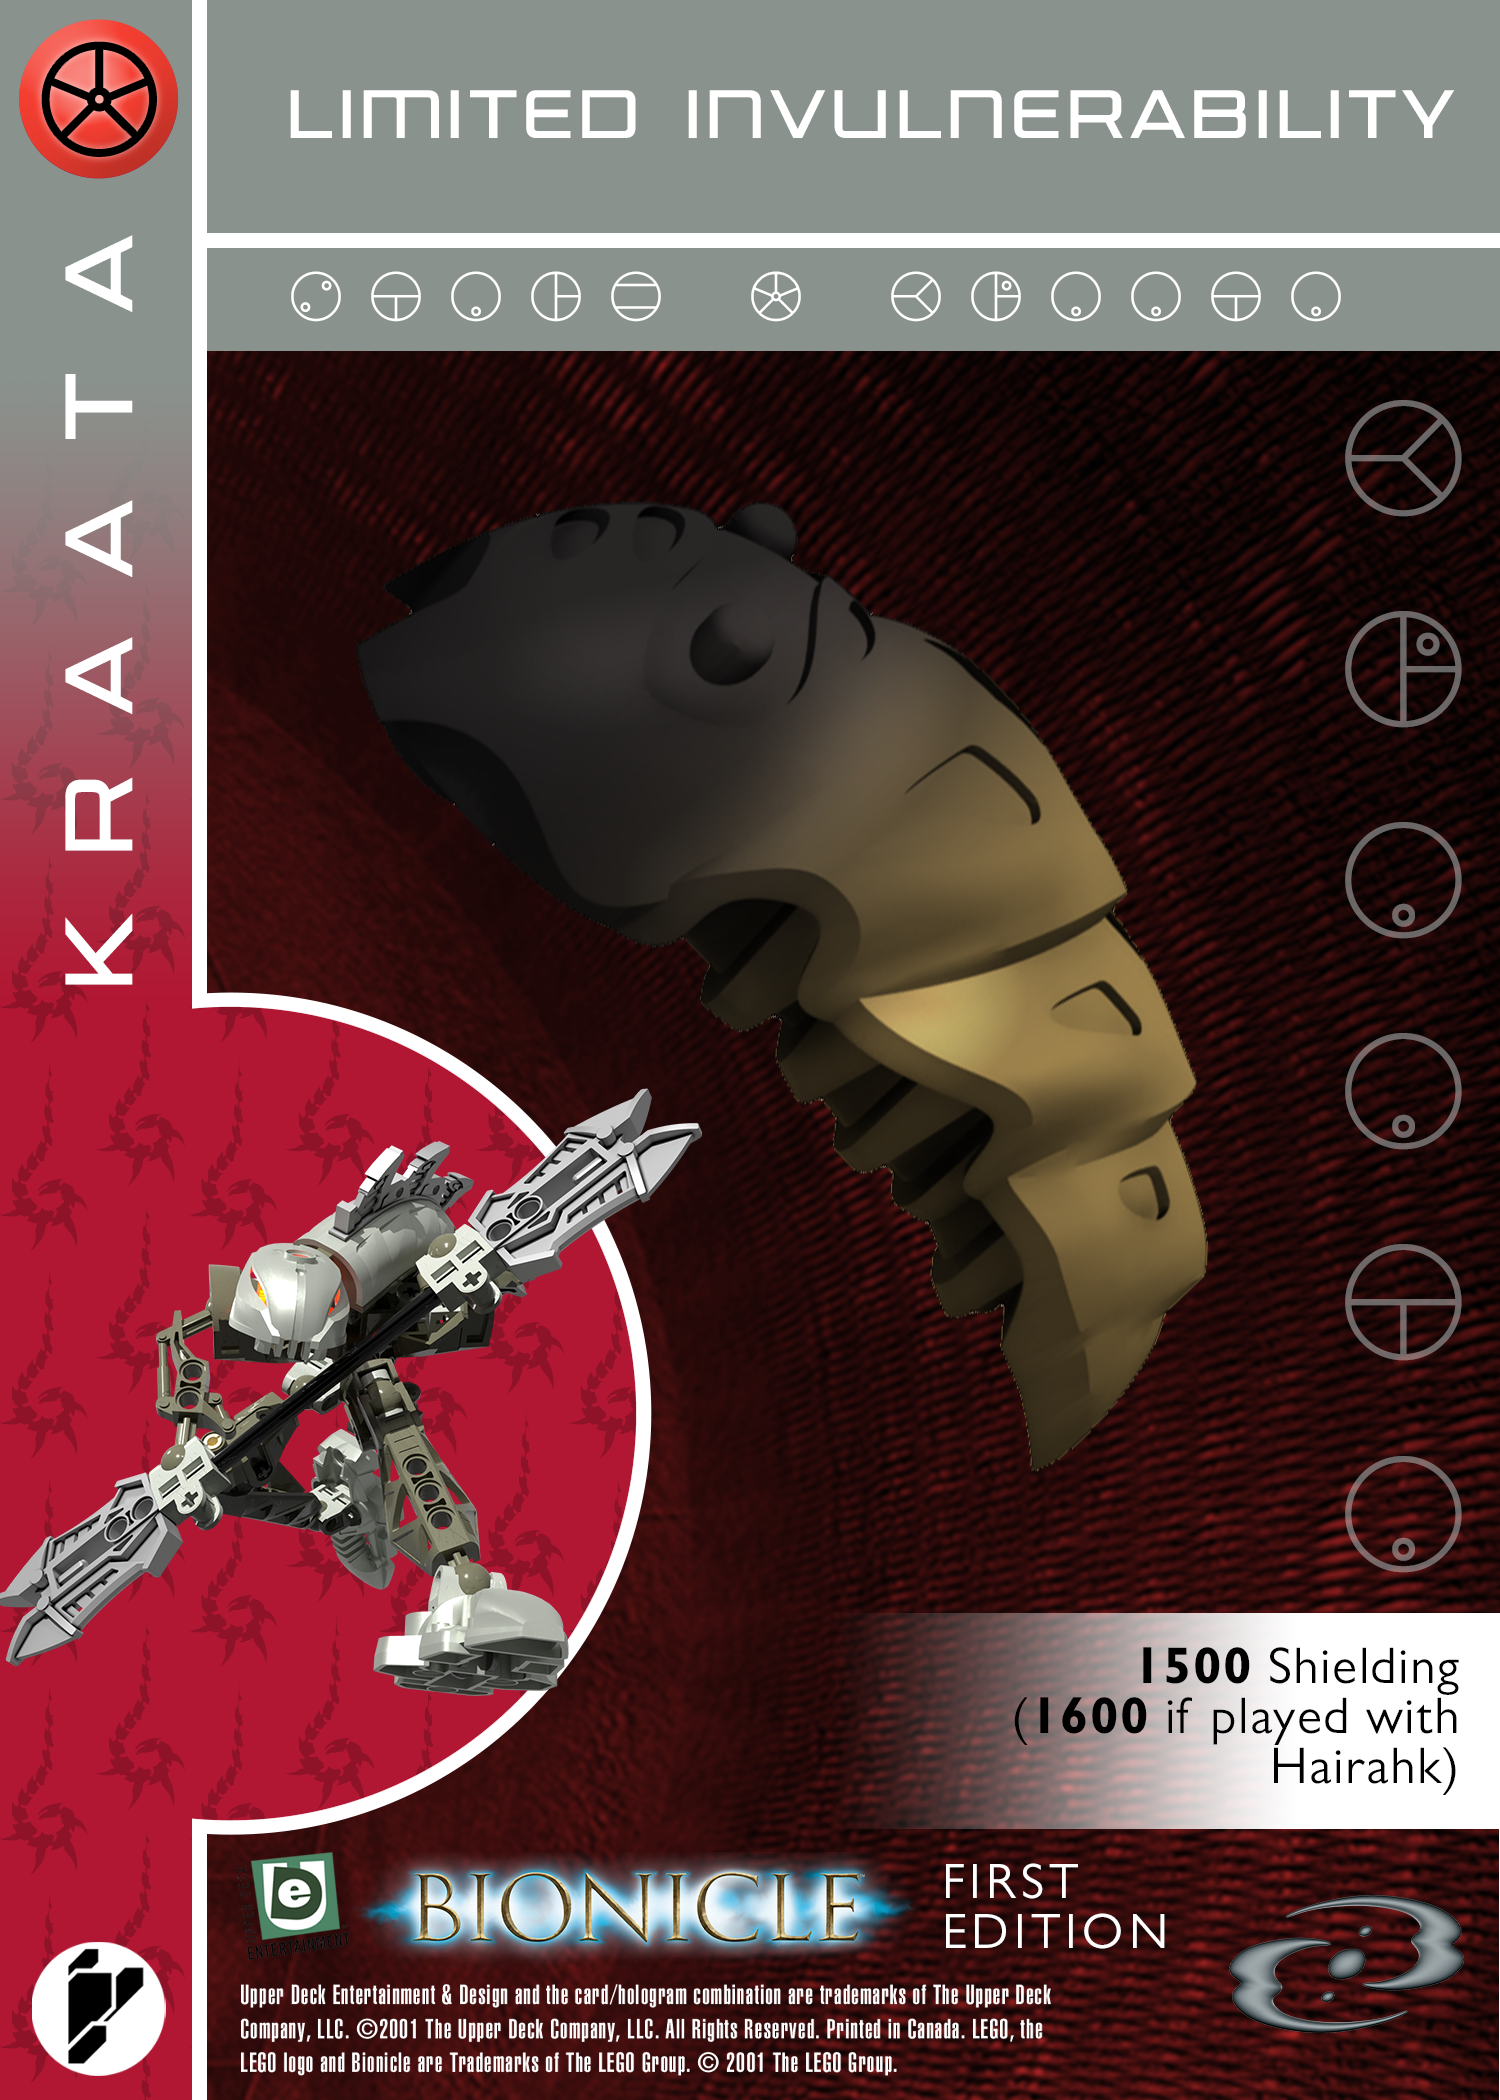 LIMITED INVULNERABILITY
KRAATA
1500 Shielding
(1600 if played with
Hairahk)
e
ENTERTAINMENT
BIONICLE
FIRST
EDITION
Upper Deck Entertainment & Design and the card/hologram combination are trademarks of The Upper Deck
Company, LLC. ©2001 The Upper Deck Company, LLC. All Rights Reserved. Printed in Canada. LEGO, the
LEGO logo and Bionicle are Trademarks of The LEGO Group. © 2001 The LEGO Group.